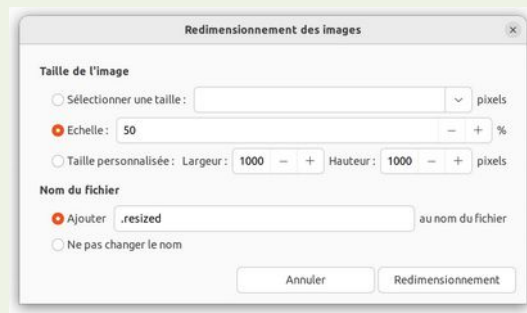 Redimensionnement des images
Taille de l'image
Sélectionner une taille : pixels
Echelle : 50 - + %
Taille personnalisée : Largeur : 1000 - + Hauteur : 1000 - + pixels
Nom du fichier
Ajouter .resized au nom du fichier
Ne pas changer le nom
Annuler Redimensionnement